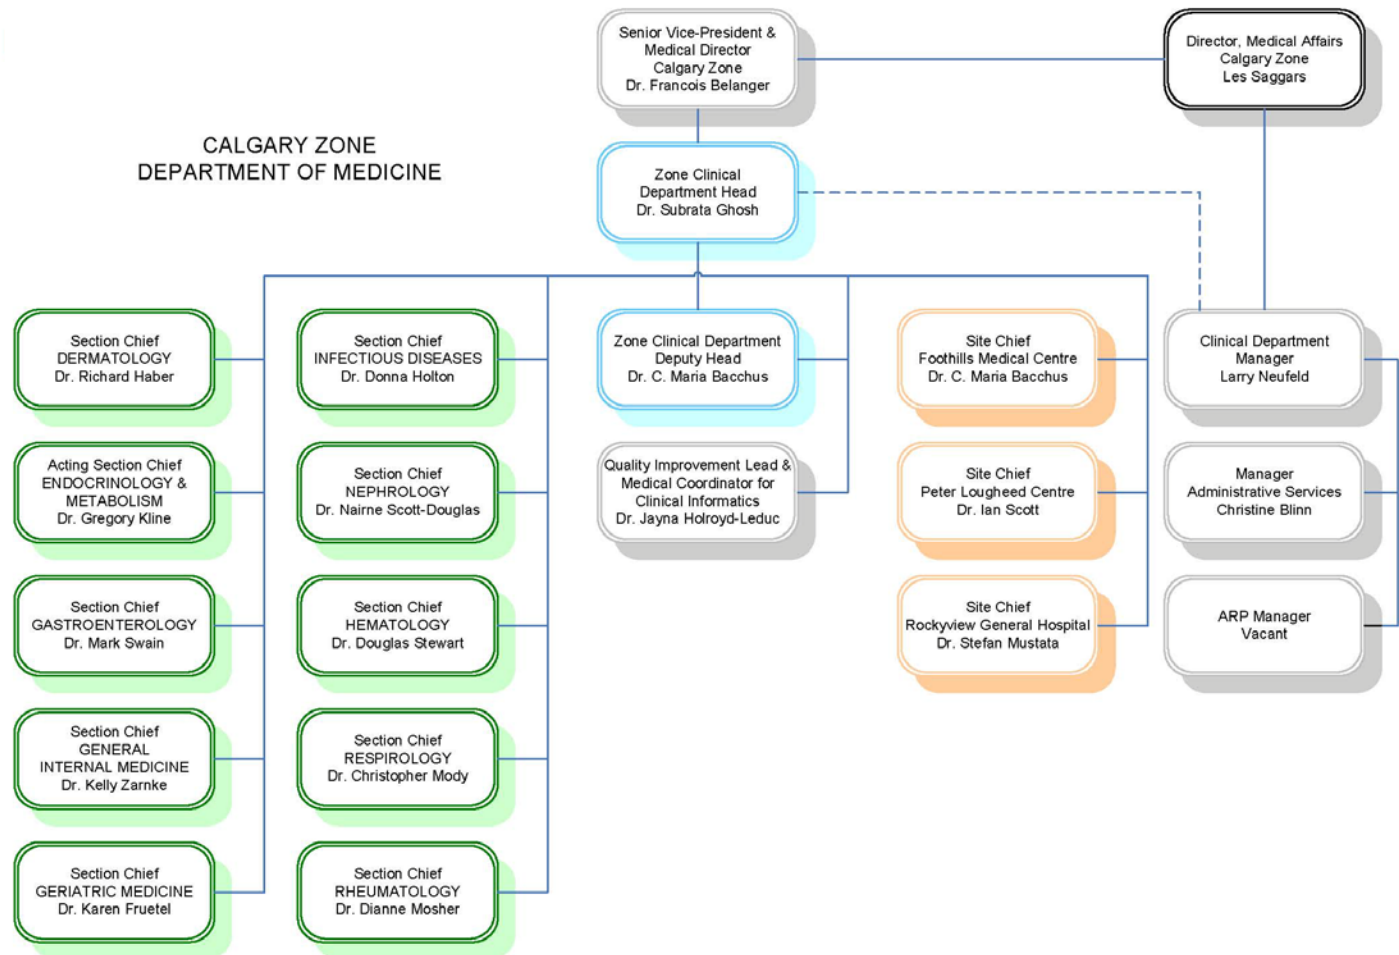 Senior Vice-President &
Medical Director
Calgary Zone
Dr. Francois Belanger
Director, Medical Affairs
Calgary Zone
Les Saggars
CALGARY ZONE
DEPARTMENT OF MEDICINE
Zone Clinical
Department Head
Dr. Subrata Ghosh
Section Chief
DERMATOLOGY
Dr. Richard Haber
Section Chief
INFECTIOUS DISEASES
Dr. Donna Holton
Zone Clinical Department
Deputy Head
Dr. C. Maria Bacchus
Site Chief
Foothills Medical Centre
Dr. C. Maria Bacchus
Clinical Department
Manager
Larry Neufeld
Acting Section Chief
ENDOCRINOLOGY &
METABOLISM
Dr. Gregory Kline
Section Chief
NEPHROLOGY
Dr. Nairne Scott-Douglas
Quality Improvement Lead &
Medical Coordinator for
Clinical Informatics
Dr. Jayna Holroyd-Leduc
Site Chief
Peter Lougheed Centre
Dr. Ian Scott
Manager
Administrative Services
Christine Blinn
Section Chief
GASTROENTEROLOGY
Dr. Mark Swain
Section Chief
HEMATOLOGY
Dr. Douglas Stewart
Site Chief
Rockyview General Hospital
Dr. Stefan Mustata
ARP Manager
Vacant
Section Chief
GENERAL
INTERNAL MEDICINE
Dr. Kelly Zarnke
Section Chief
RESPIROLOGY
Dr. Christopher Mody
Section Chief
GERIATRIC MEDICINE
Dr. Karen Fruetel
Section Chief
RHEUMATOLOGY
Dr. Dianne Mosher